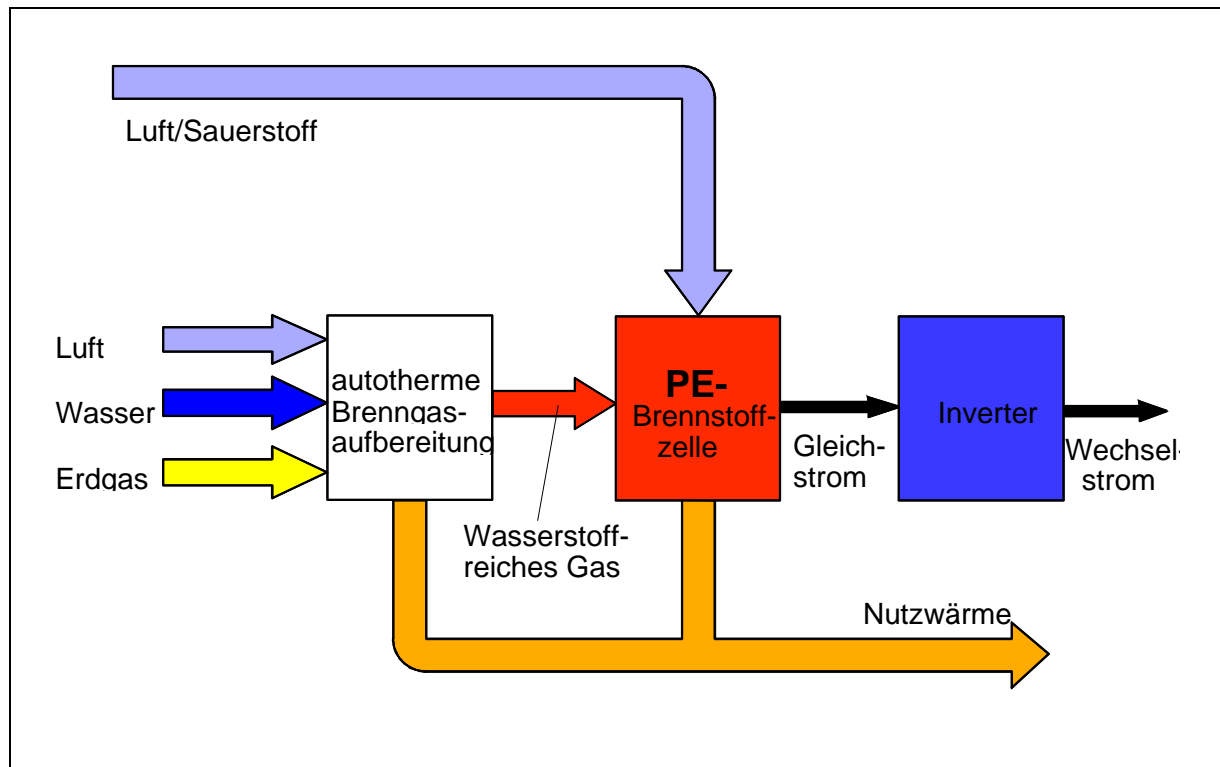 Luft/Sauerstoff
Luft
Wasser
Erdgas
autotherme
Brenngas-
aufbereitung
Wasserstoff-
reiches Gas
PE-
Brennstoff-
zelle
Gleich-
strom
Inverter
Wechsel-
strom
Nutzwärme